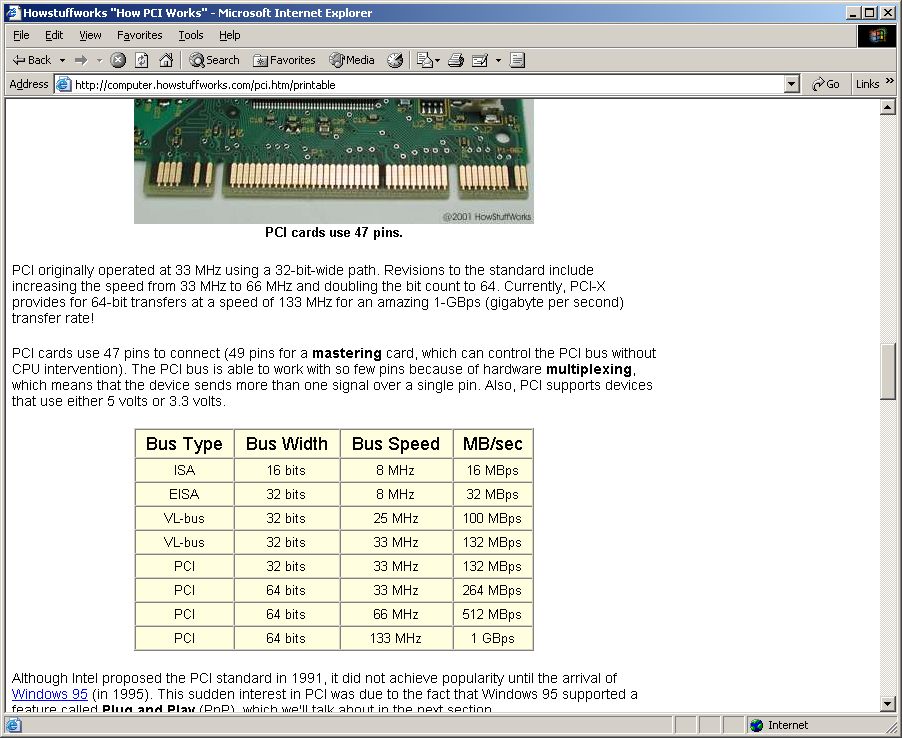 Howstuffworks "How PCI Works" - Microsoft Internet Explorer
File Edit View Favorites Tools Help
Back Search Favorites Media
Address http://computer.howstuffworks.com/pci.htm/printable Go Links »
@2001 HowStuffWorks
PCI cards use 47 pins.
PCI originally operated at 33 MHz using a 32-bit-wide path. Revisions to the standard include
increasing the speed from 33 MHz to 66 MHz and doubling the bit count to 64. Currently, PCI-X
provides for 64-bit transfers at a speed of 133 MHz for an amazing 1-GBps (gigabyte per second)
transfer rate!
PCI cards use 47 pins to connect (49 pins for a mastering card, which can control the PCI bus without
CPU intervention). The PCI bus is able to work with so few pins because of hardware multiplexing,
which means that the device sends more than one signal over a single pin. Also, PCI supports devices
that use either 5 volts or 3.3 volts.
Bus Type Bus Width Bus Speed MB/sec
ISA 16 bits 8 MHz 16 MBps
EISA 32 bits 8 MHz 32 MBps
VL-bus 32 bits 25 MHz 100 MBps
VL-bus 32 bits 33 MHz 132 MBps
PCI 32 bits 33 MHz 132 MBps
PCI 64 bits 33 MHz 264 MBps
PCI 64 bits 66 MHz 512 MBps
PCI 64 bits 133 MHz 1 GBps
Although Intel proposed the PCI standard in 1991, it did not achieve popularity until the arrival of
Windows 95 (in 1995). This sudden interest in PCI was due to the fact that Windows 95 supported a
feature called Plug and Play (PnP), which we'll talk about in the next section.
Internet